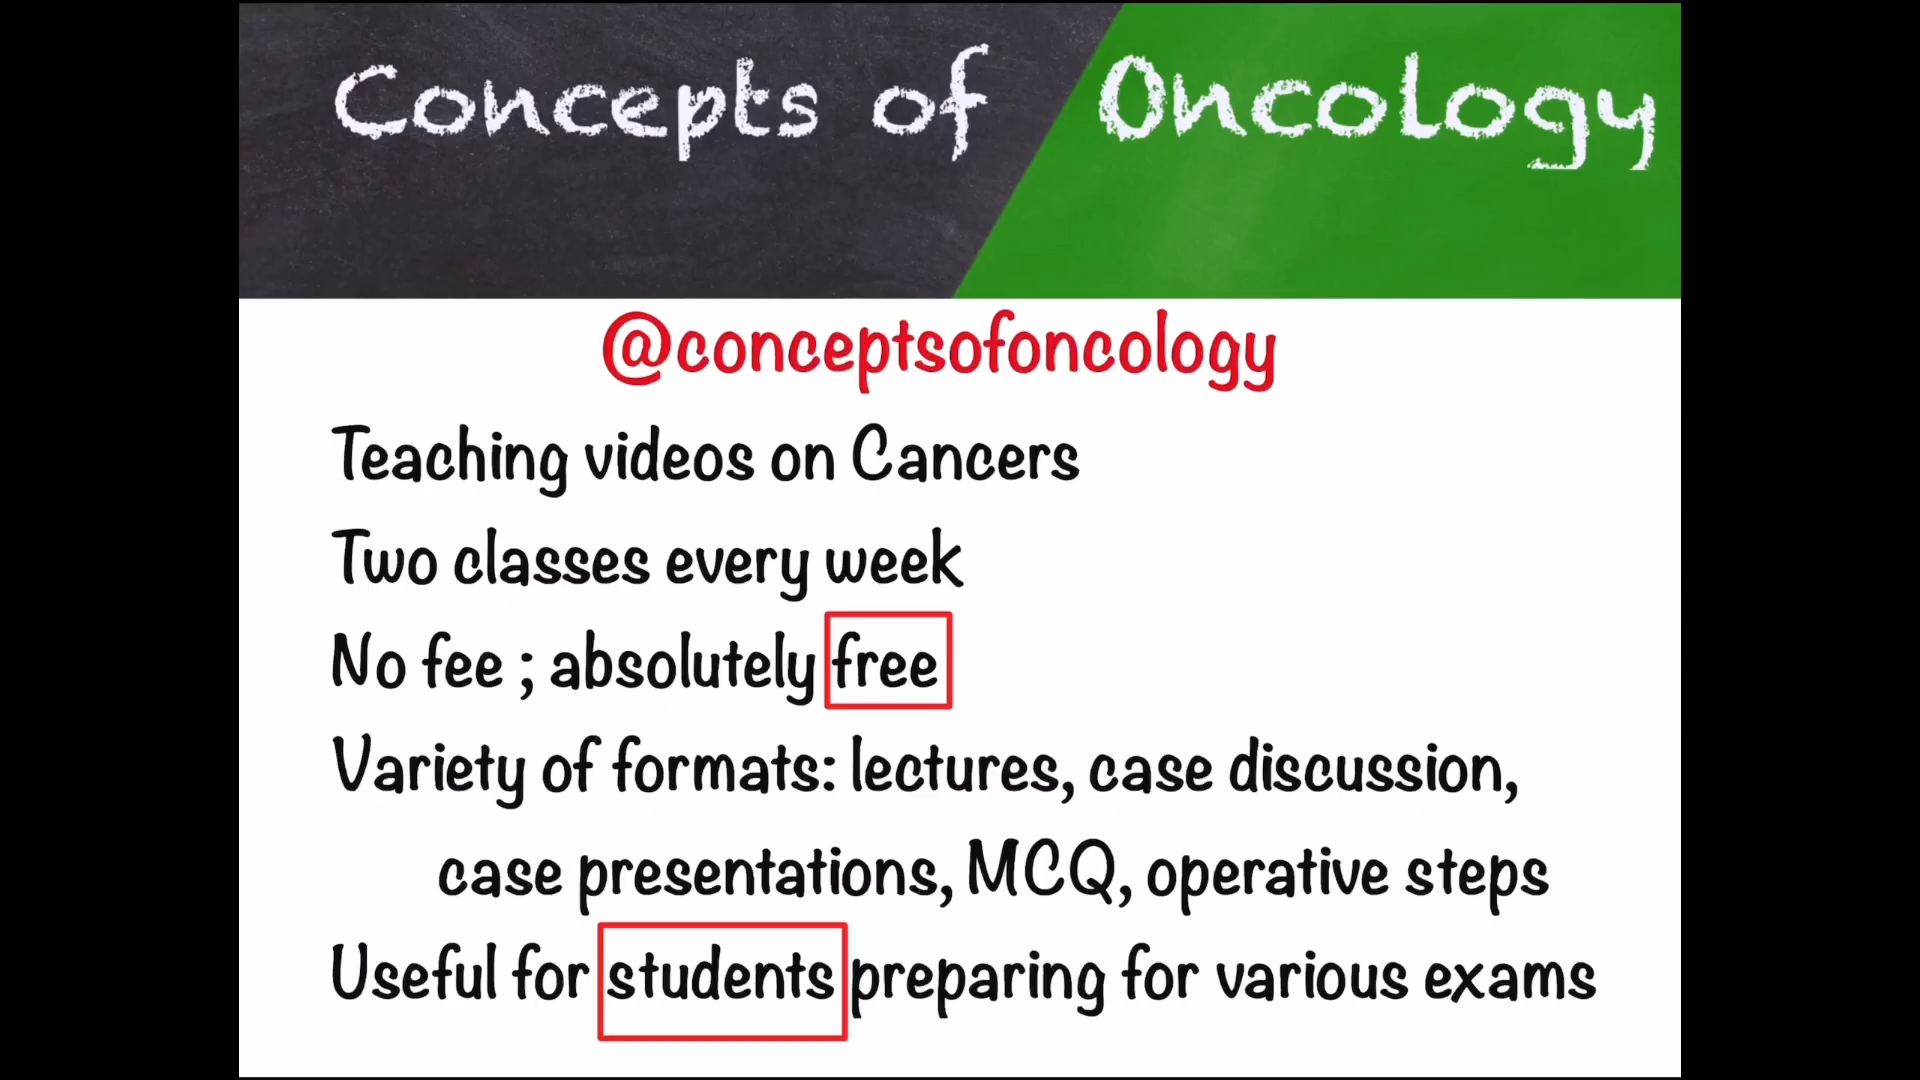 Concepts of Oncology
@conceptsofoncology
Teaching videos on Cancers
Two classes every week
No fee ; absolutely free
Variety of formats: lectures, case discussion,
case presentations, MCQ, operative steps
Useful for students preparing for various exams